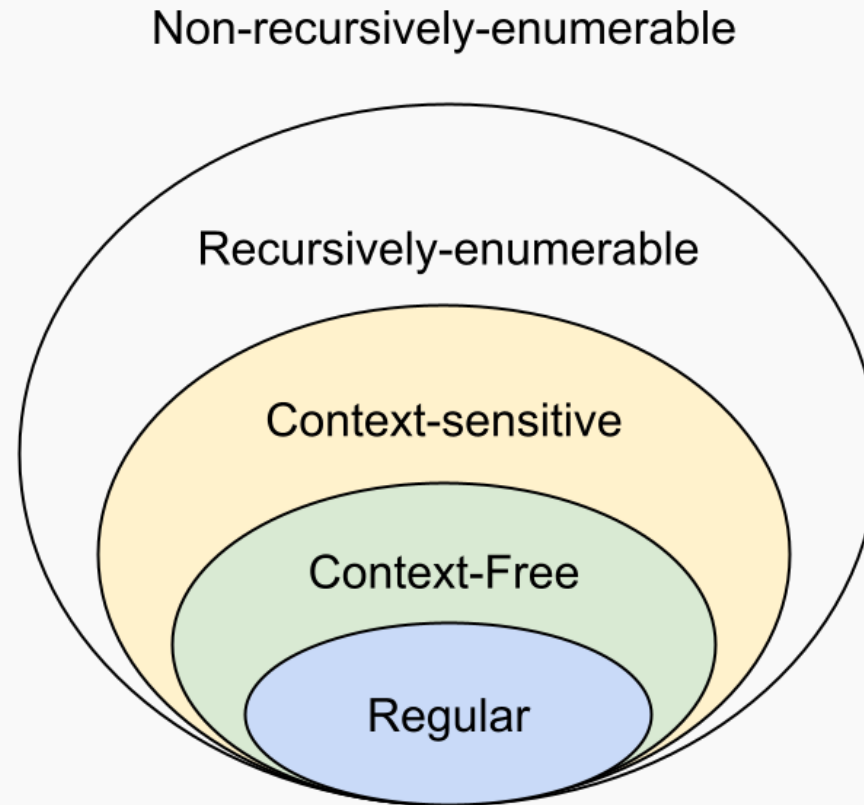 Non-recursively-enumerable
Recursively-enumerable
Context-sensitive
Context-Free
Regular